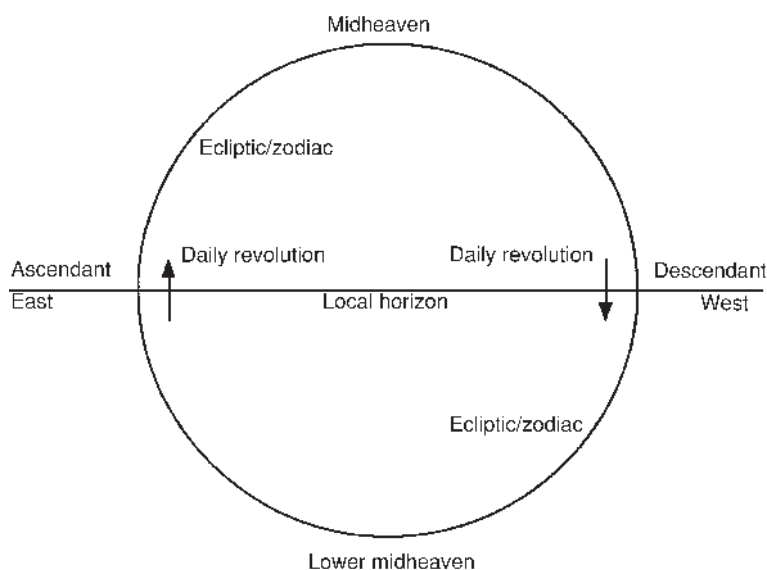 Midheaven
Ecliptic/zodiac
Daily revolution
Daily revolution
Ascendant
Descendant
East
Local horizon
West
Ecliptic/zodiac
Lower midheaven